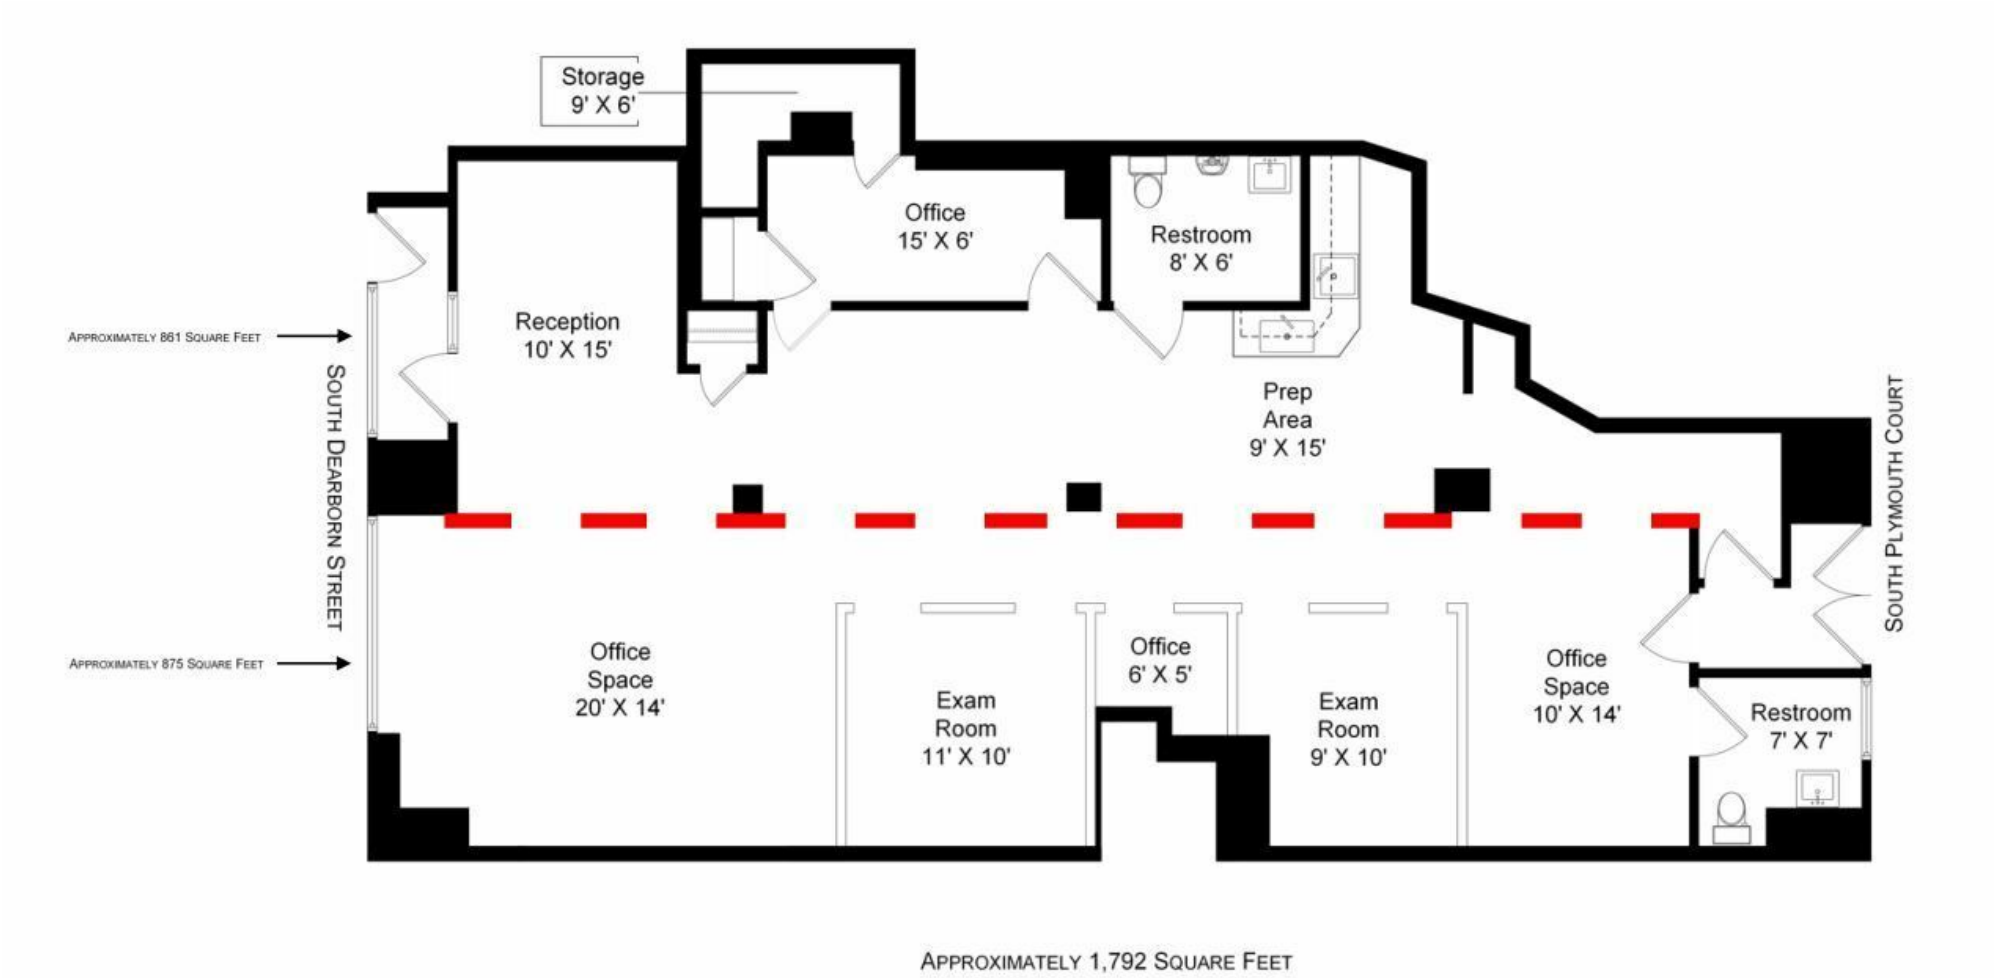 Storage
9' X 6'
Office
15' X 6'
Restroom
8' X 6'
Reception
10' X 15'
APPROXIMATELY 861 SQUARE FEET
SOUTH DEARBORN STREET
Prep
Area
9' X 15'
SOUTH PLYMOUTH COURT
APPROXIMATELY 875 SQUARE FEET
Office
Space
20' X 14'
Exam
Room
11' X 10'
Office
6' X 5'
Exam
Room
9' X 10'
Office
Space
10' X 14'
Restroom
7' X 7'
APPROXIMATELY 1,792 SQUARE FEET